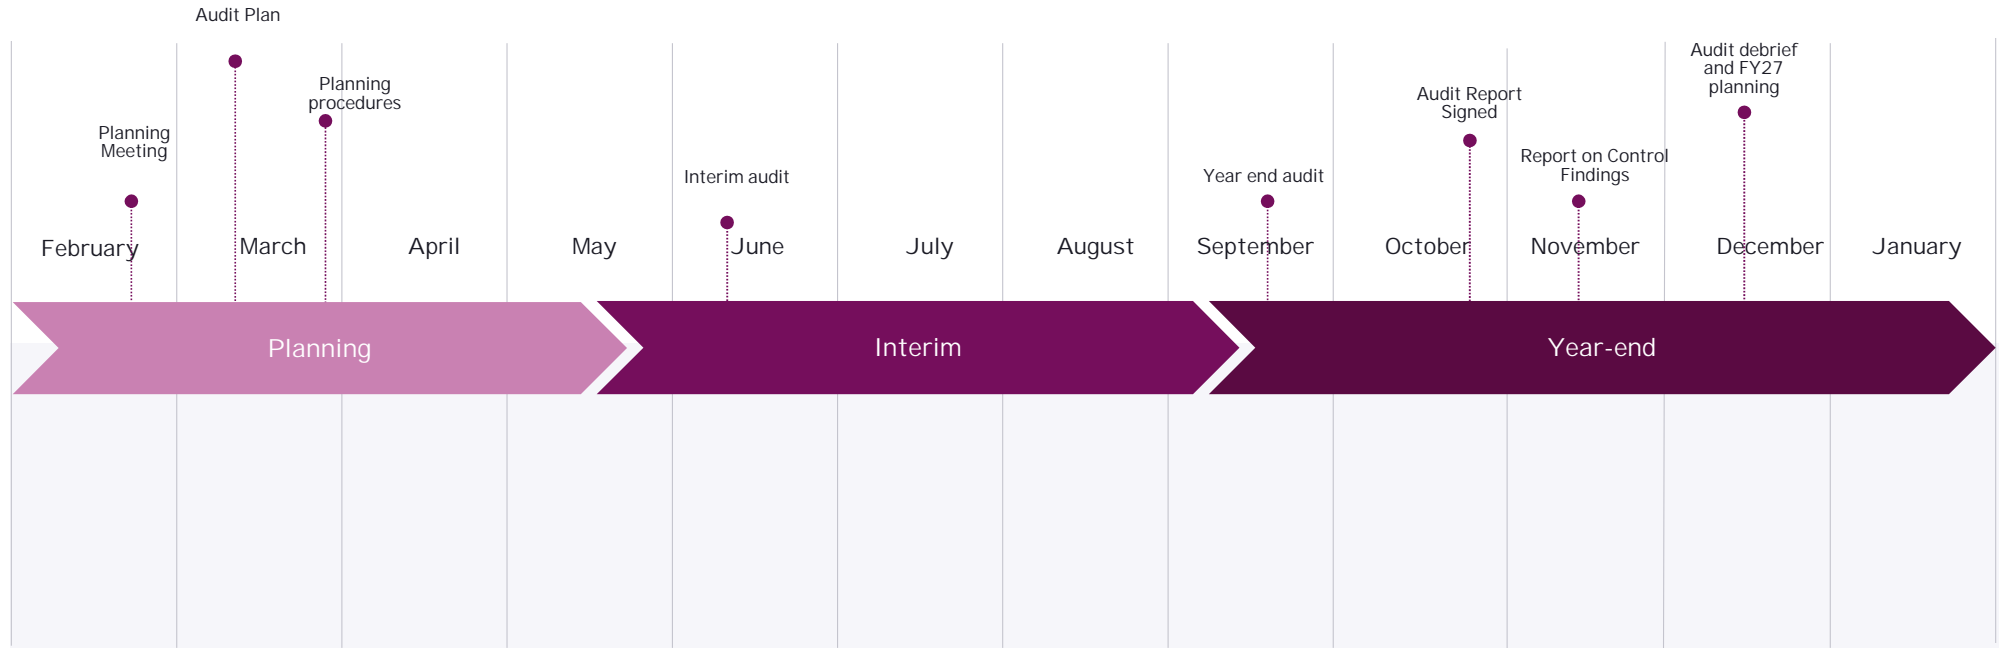 Audit Plan
Planning
procedures
Planning
Meeting
Interim audit
Year end audit
Audit Report
Signed
Report on Control
Findings
Audit debrief
and FY27
planning
February
March
April
May
June
July
August
September
October
November
December
January
Planning
Interim
Year-end